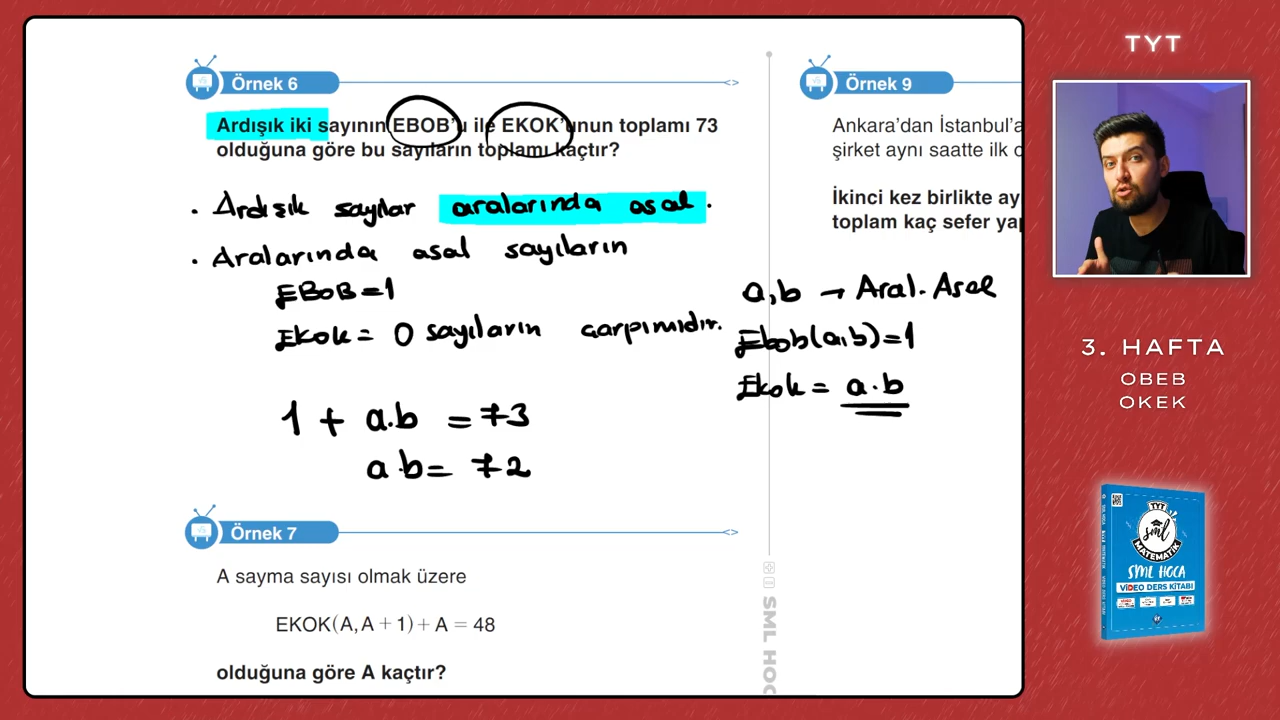 Örnek 6
Ardışık iki sayının EBOB'u ile EKOK'unun toplamı 73
olduğuna göre bu sayıların toplamı kaçtır?
. Ardışık sayılar aralarında asal.
. Aralarında asal sayıların
EBOB=1
Ekok= O sayıların çarpımıdır.
1 + a.b = 73
a.b= 72
a,b → Aral. Asal
Ebob(a,b)=1
Ekok= a.b
Örnek 7
A sayma sayısı olmak üzere
EKOK(A,A + 1) + A = 48
olduğuna göre A kaçtır?
Örnek 9
Ankara'dan İstanbul'a
şirket aynı saatte ilk
İkinci kez birlikte ay
toplam kaç sefer yap
SML HOC
TYT
3. HAFTA
OBEB
OKEK
TYT
sml
MATEMATİK
SML HOCA
VİDEO DERS KİTABI